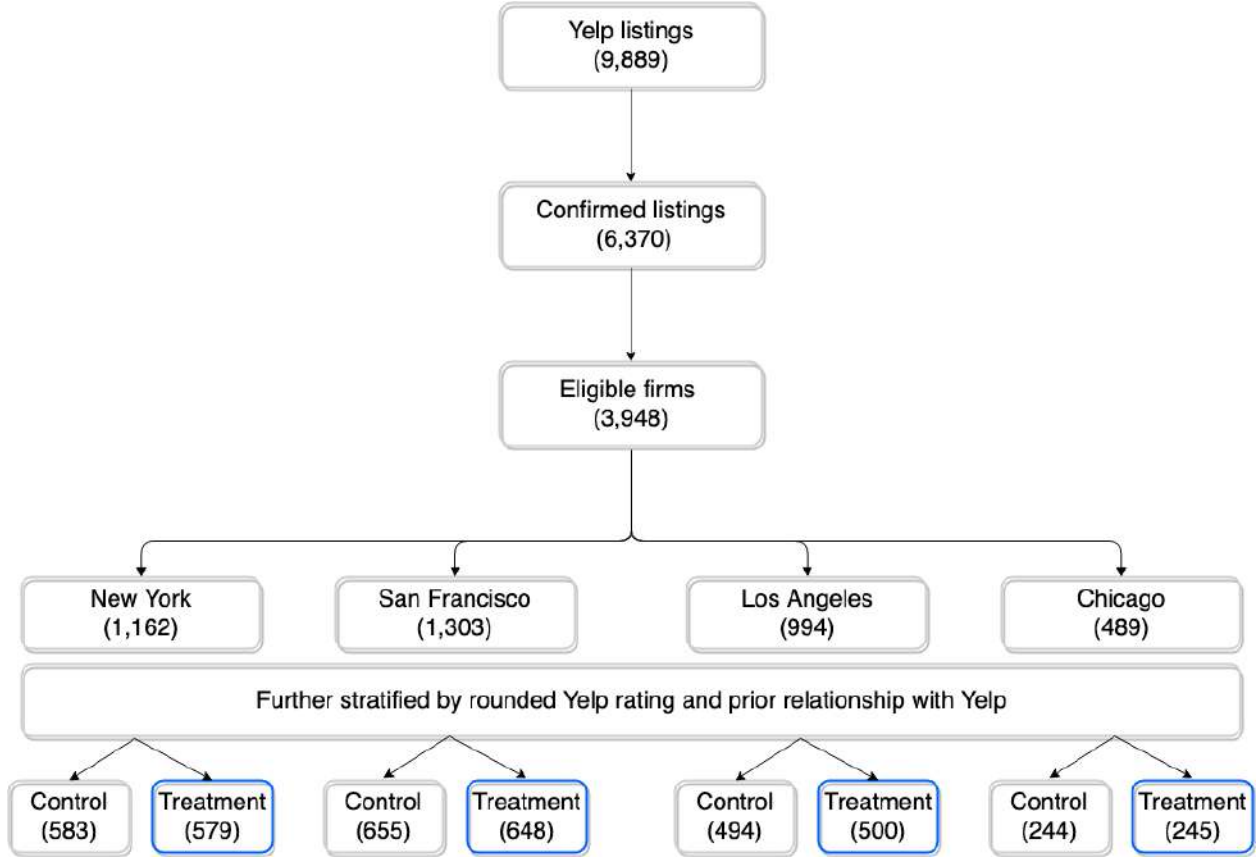 Yelp listings
(9,889)
Confirmed listings
(6,370)
Eligible firms
(3,948)
New York
(1,162)
San Francisco
(1,303)
Los Angeles
(994)
Chicago
(489)
Further stratified by rounded Yelp rating and prior relationship with Yelp
Control
(583)
Treatment
(579)
Control
(655)
Treatment
(648)
Control
(494)
Treatment
(500)
Control
(244)
Treatment
(245)